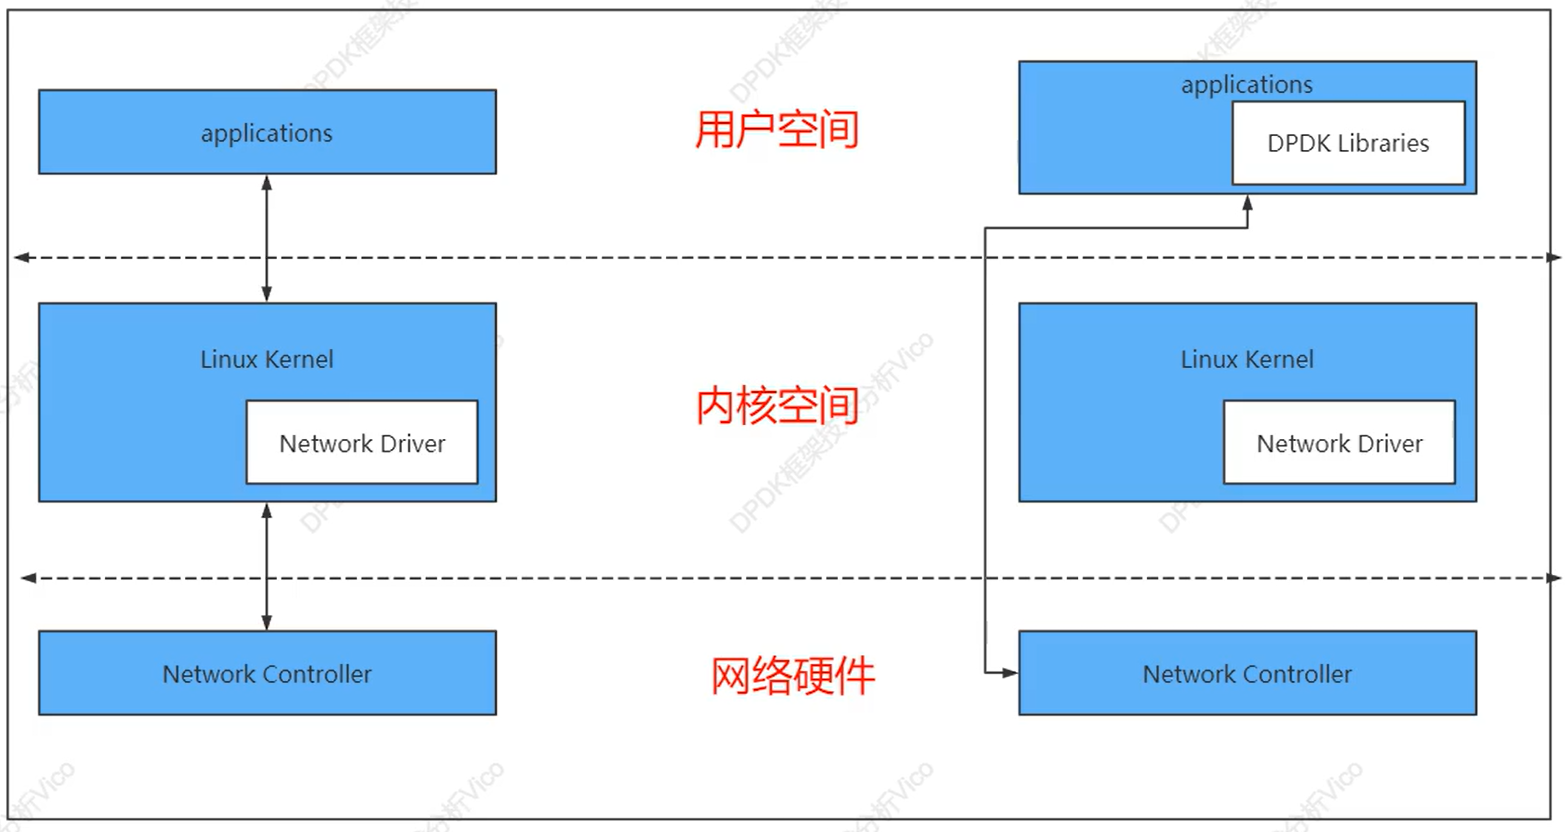 applications
用户空间
applications
DPDK Libraries
Linux Kernel
内核空间
Linux Kernel
Network Driver
Network Driver
Network Controller
网络硬件
Network Controller
DPDK框架技
DPDK框架技
K框架技
分析Vico
DPDK框架技术分析Vico
分析Vico
分析Vico
分析Vico
分析Vico